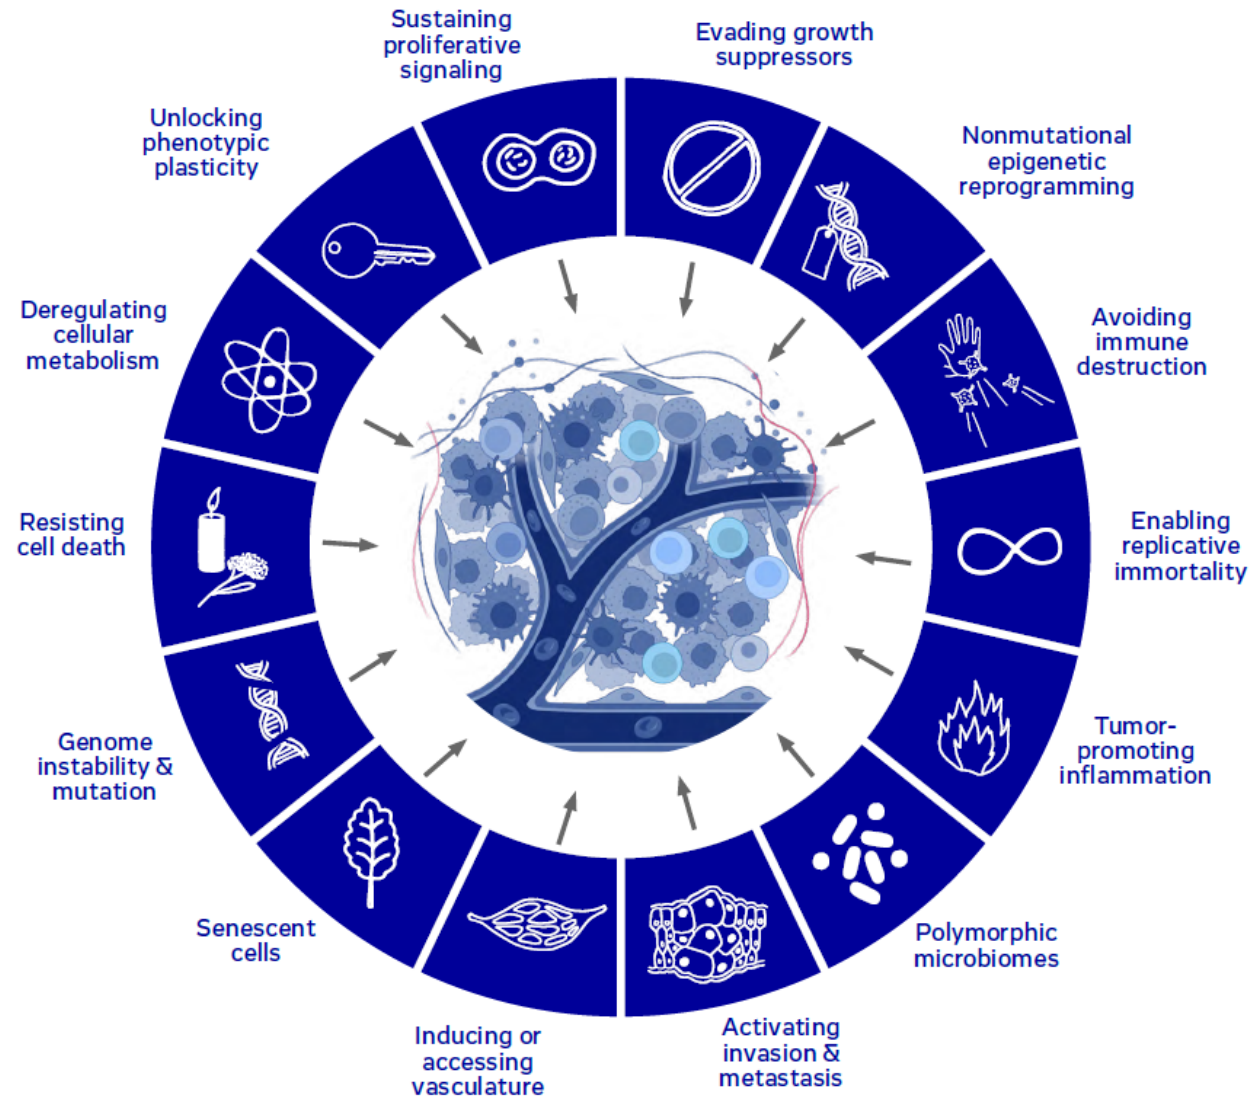 Sustaining
proliferative
signaling
Evading growth
suppressors
Nonmutational
epigenetic
reprogramming
Avoiding
immune
destruction
Enabling
replicative
immortality
Tumor-
promoting
inflammation
Polymorphic
microbiomes
Activating
invasion &
metastasis
Inducing or
accessing
vasculature
Senescent
cells
Genome
instability &
mutation
Resisting
cell death
Deregulating
cellular
metabolism
Unlocking
phenotypic
plasticity